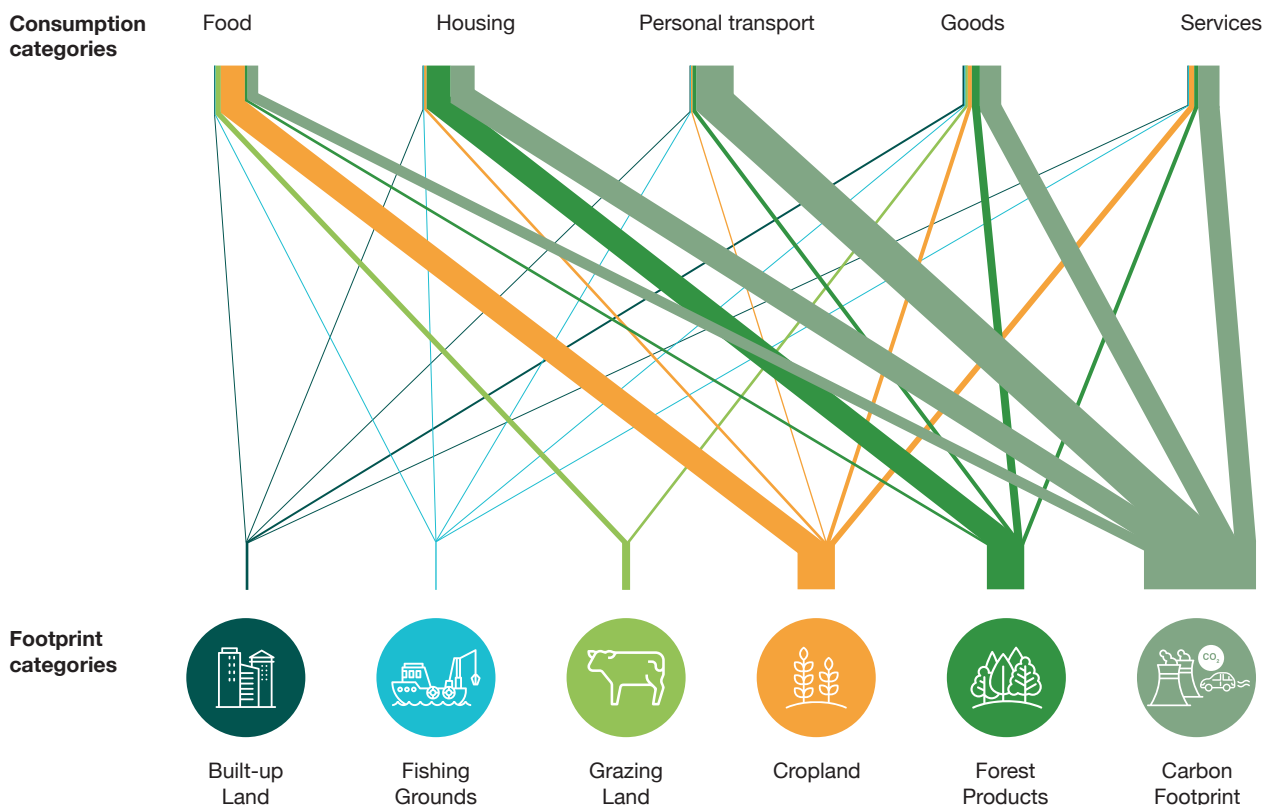 Consumption
categories
Food
Housing
Personal transport
Goods
Services
Footprint
categories
CO₂
Built-up
Land
Fishing
Grounds
Grazing
Land
Cropland
Forest
Products
Carbon
Footprint